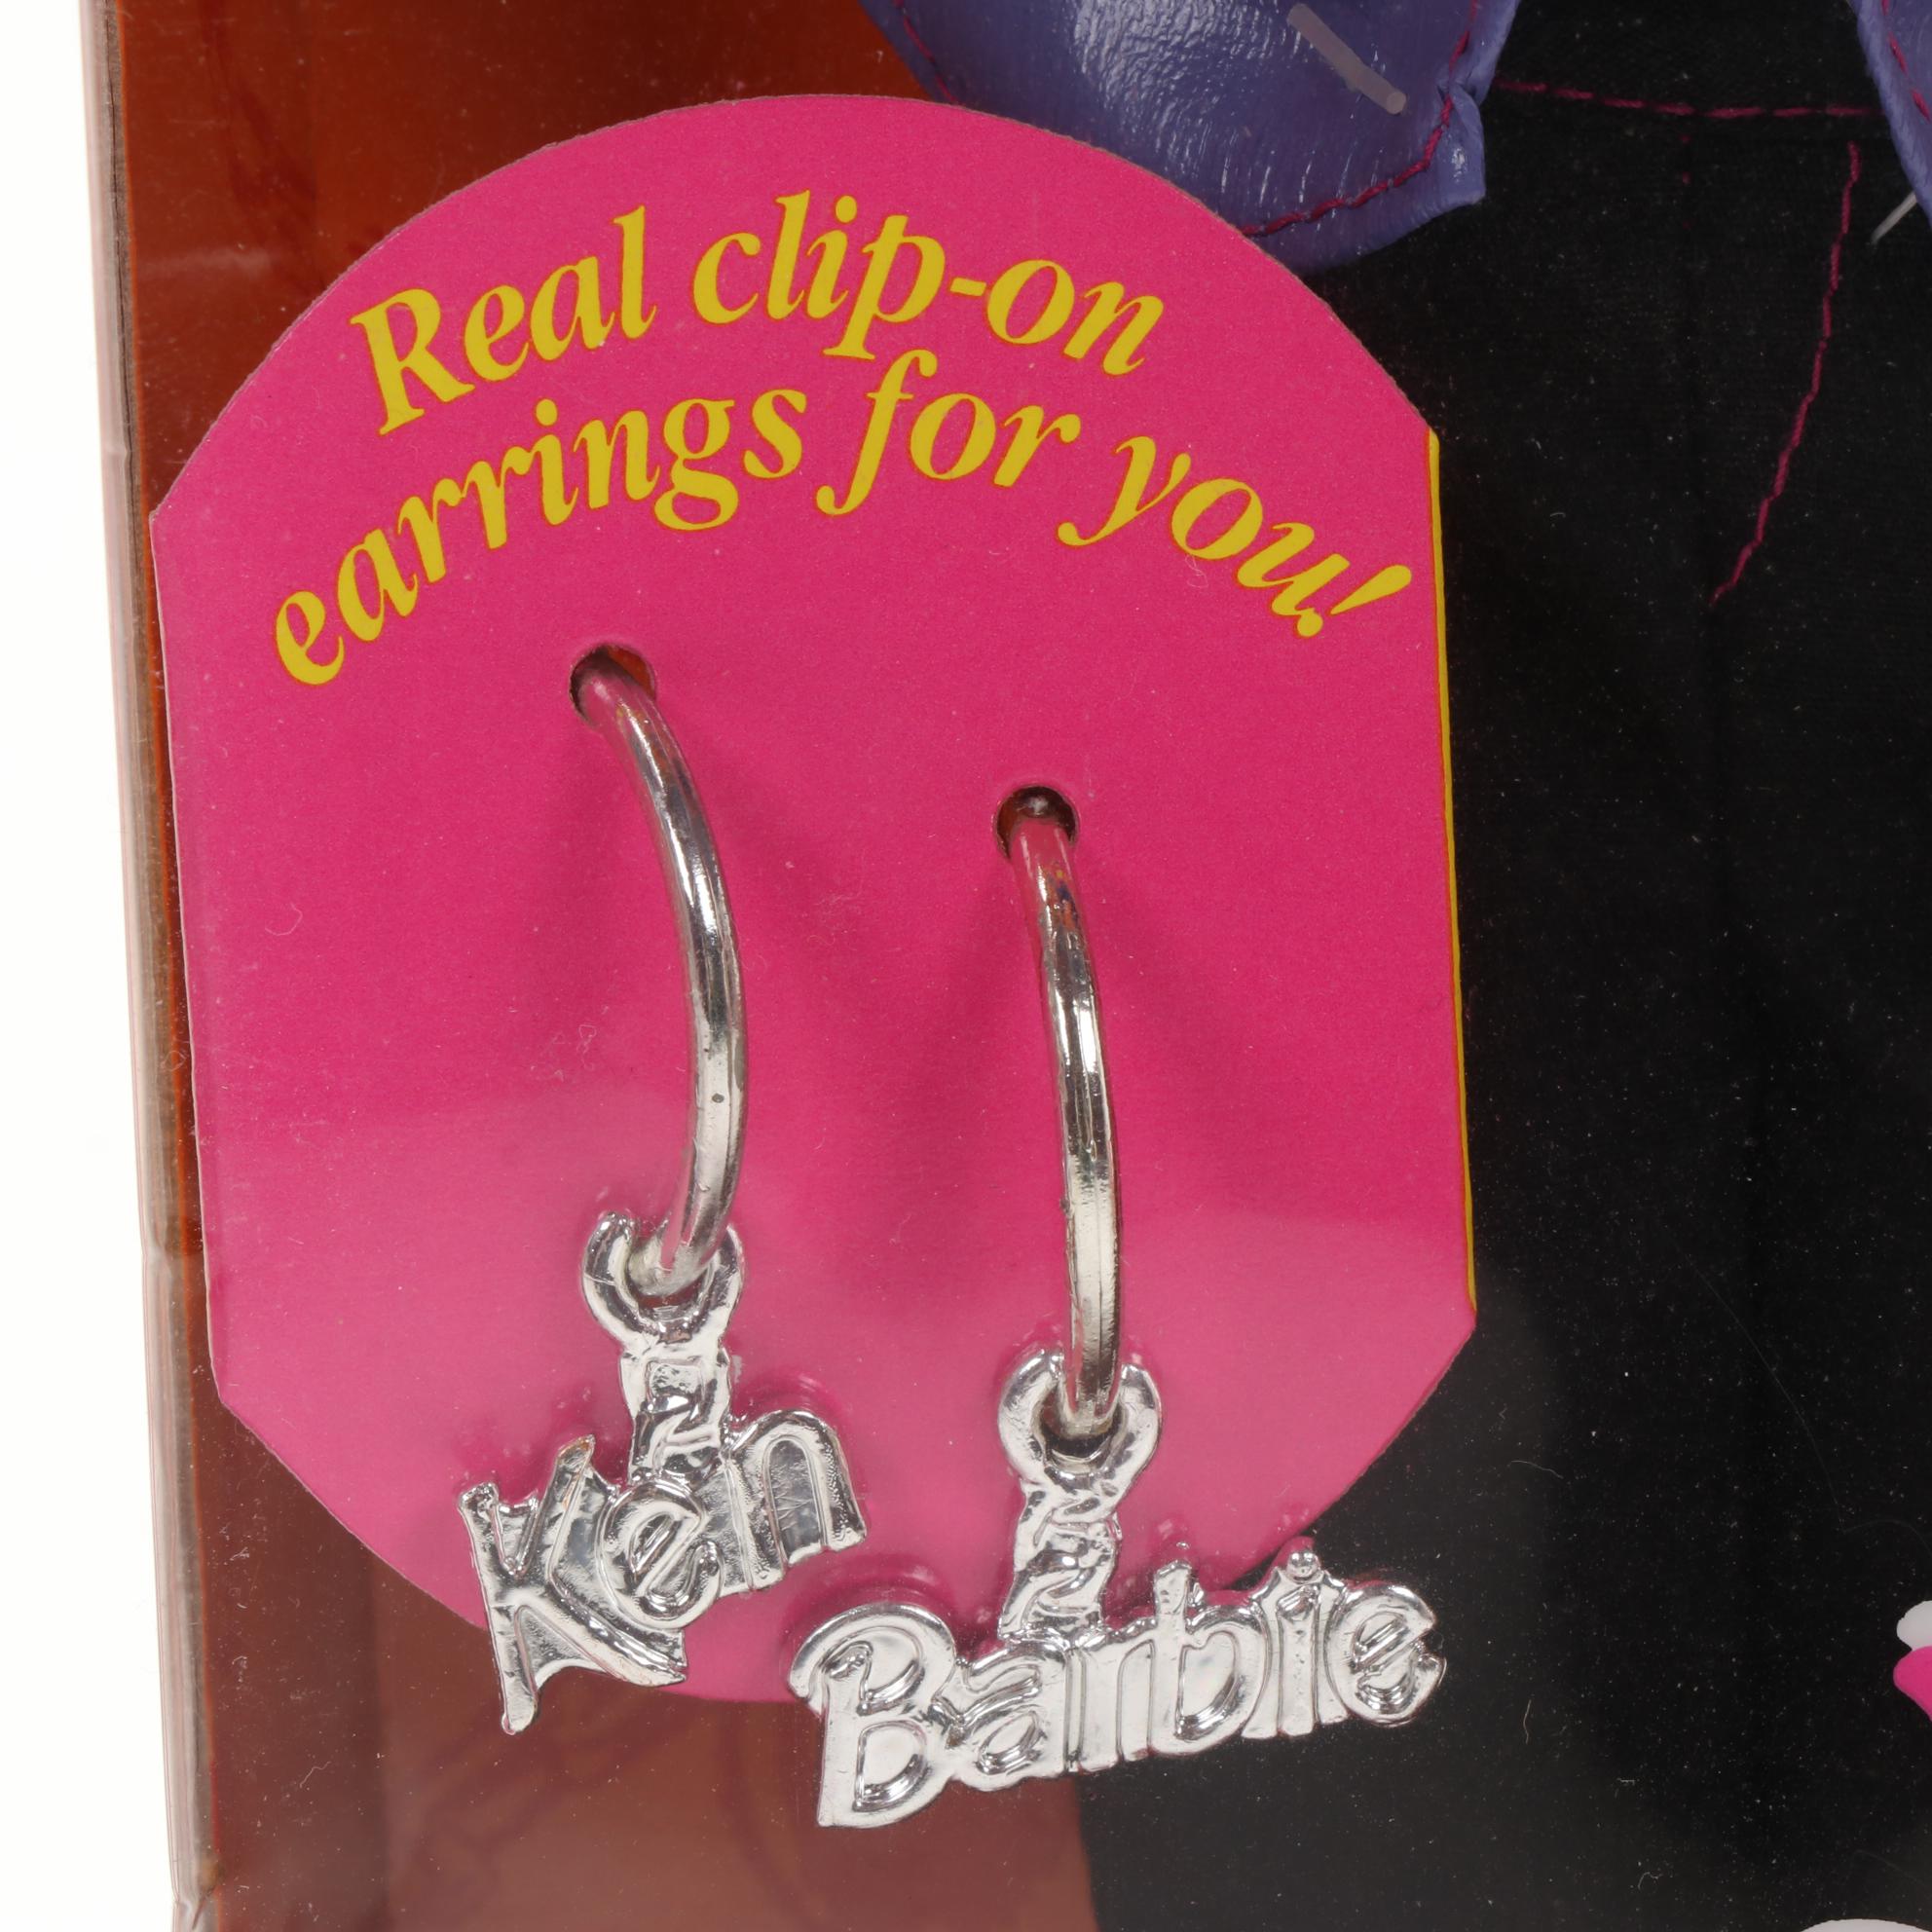 Real clip-on
earrings for you!
Ken
Barbie